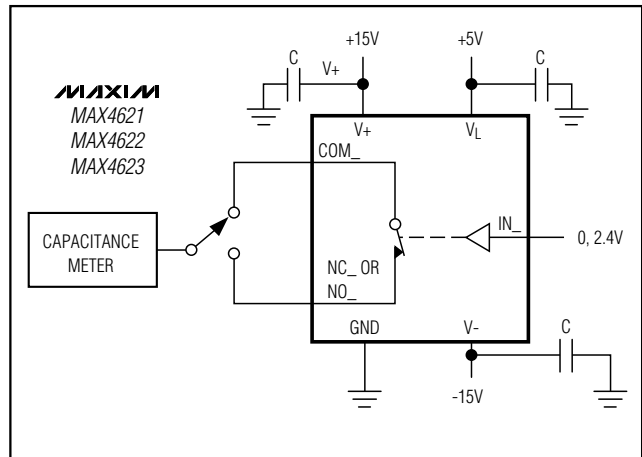 +15V
+5V
C
V+
C
MAXIM
MAX4621
MAX4622
MAX4623
V+
VL
COM_
CAPACITANCE
METER
IN_
0, 2.4V
NC_ OR
NO_
GND
V-
C
-15V